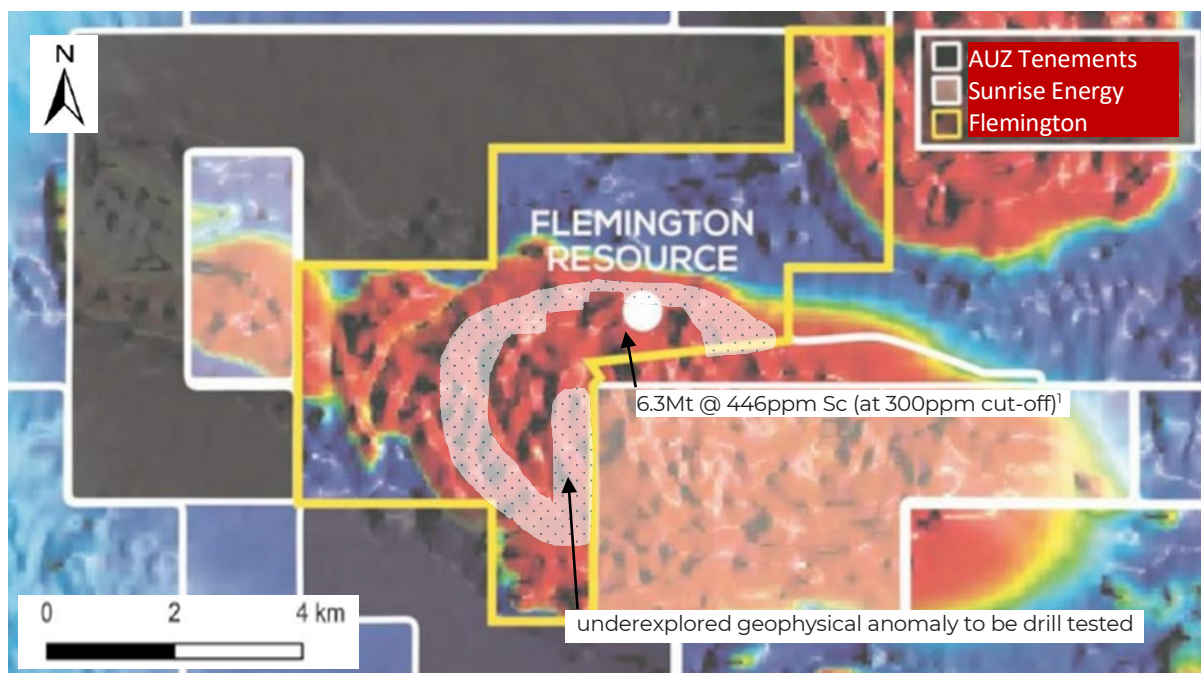 N
AUZ Tenements
Sunrise Energy
Flemington
FLEMINGTON
RESOURCE
6.3Mt @ 446ppm Sc (at 300ppm cut-off)¹
underexplored geophysical anomaly to be drill tested
0 2 4 km